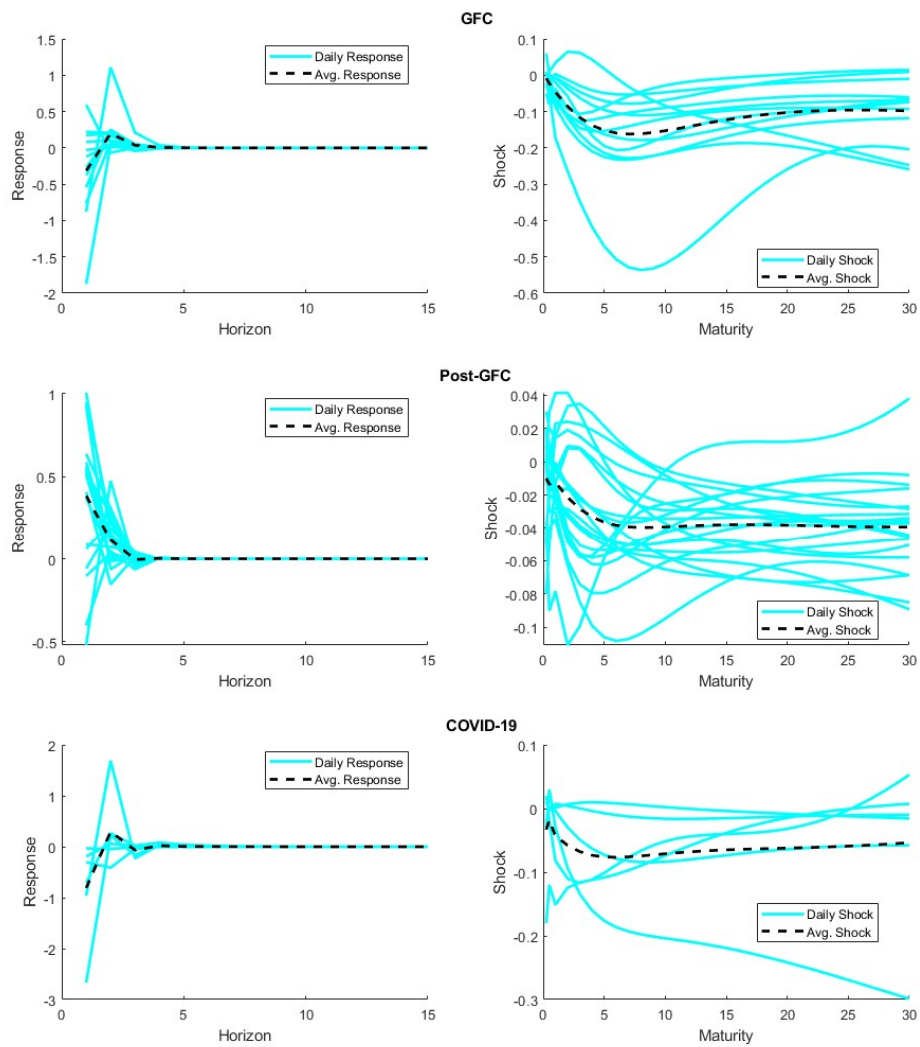 GFC
1.5
1
0.5
0
-0.5
-1
-1.5
-2
Response
0
5
10
15
Horizon
Daily Response
Avg. Response
0.1
0
-0.1
-0.2
-0.3
-0.4
-0.5
-0.6
Shock
0
5
10
15
20
25
30
Maturity
Daily Shock
Avg. Shock
Post-GFC
1
0.5
0
-0.5
Response
0
5
10
15
Horizon
Daily Response
Avg. Response
0.04
0.02
0
-0.02
-0.04
-0.06
-0.08
-0.1
Shock
0
5
10
15
20
25
30
Maturity
Daily Shock
Avg. Shock
COVID-19
2
1
0
-1
-2
-3
Response
0
5
10
15
Horizon
Daily Response
Avg. Response
0.1
0
-0.1
-0.2
-0.3
Shock
0
5
10
15
20
25
30
Maturity
Daily Shock
Avg. Shock